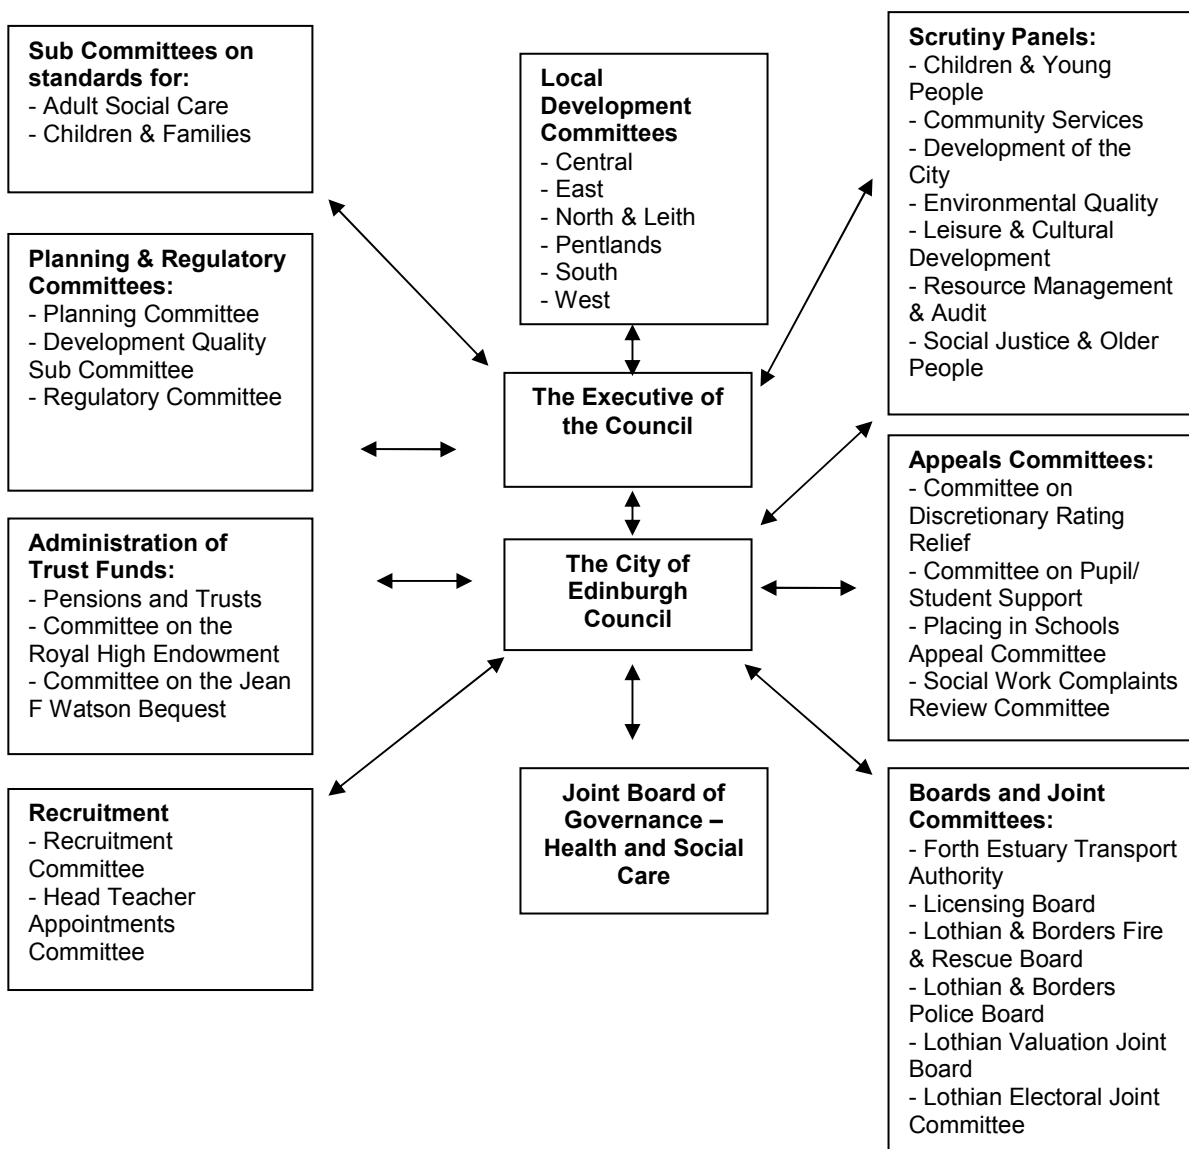 Sub Committees on
standards for:
- Adult Social Care
- Children & Families
Planning & Regulatory
Committees:
- Planning Committee
- Development Quality
Sub Committee
- Regulatory Committee
Administration of
Trust Funds:
- Pensions and Trusts
- Committee on the
Royal High Endowment
- Committee on the Jean
F Watson Bequest
Recruitment
- Recruitment
Committee
- Head Teacher
Appointments
Committee
Local
Development
Committees
- Central
- East
- North & Leith
- Pentlands
- South
- West
The Executive of
the Council
The City of
Edinburgh
Council
Joint Board of
Governance –
Health and Social
Care
Scrutiny Panels:
- Children & Young
People
- Community Services
- Development of the
City
- Environmental Quality
- Leisure & Cultural
Development
- Resource Management
& Audit
- Social Justice & Older
People
Appeals Committees:
- Committee on
Discretionary Rating
Relief
- Committee on Pupil/
Student Support
- Placing in Schools
Appeal Committee
- Social Work Complaints
Review Committee
Boards and Joint
Committees:
- Forth Estuary Transport
Authority
- Licensing Board
- Lothian & Borders Fire
& Rescue Board
- Lothian & Borders
Police Board
- Lothian Valuation Joint
Board
- Lothian Electoral Joint
Committee